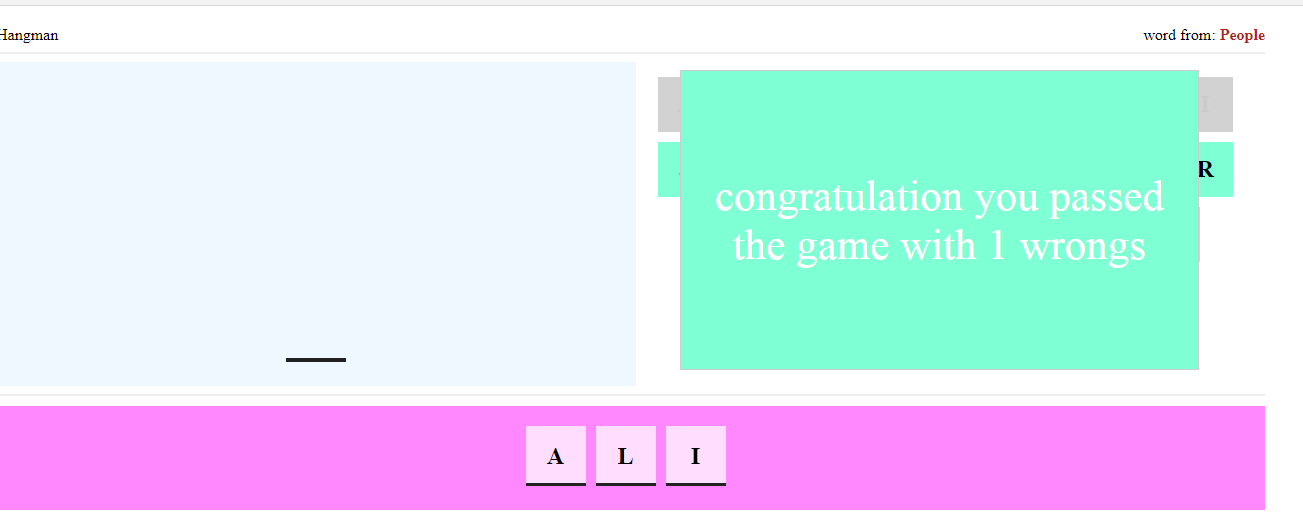 Hangman
word from: People
I
R
congratulation you passed
the game with 1 wrongs
A L I